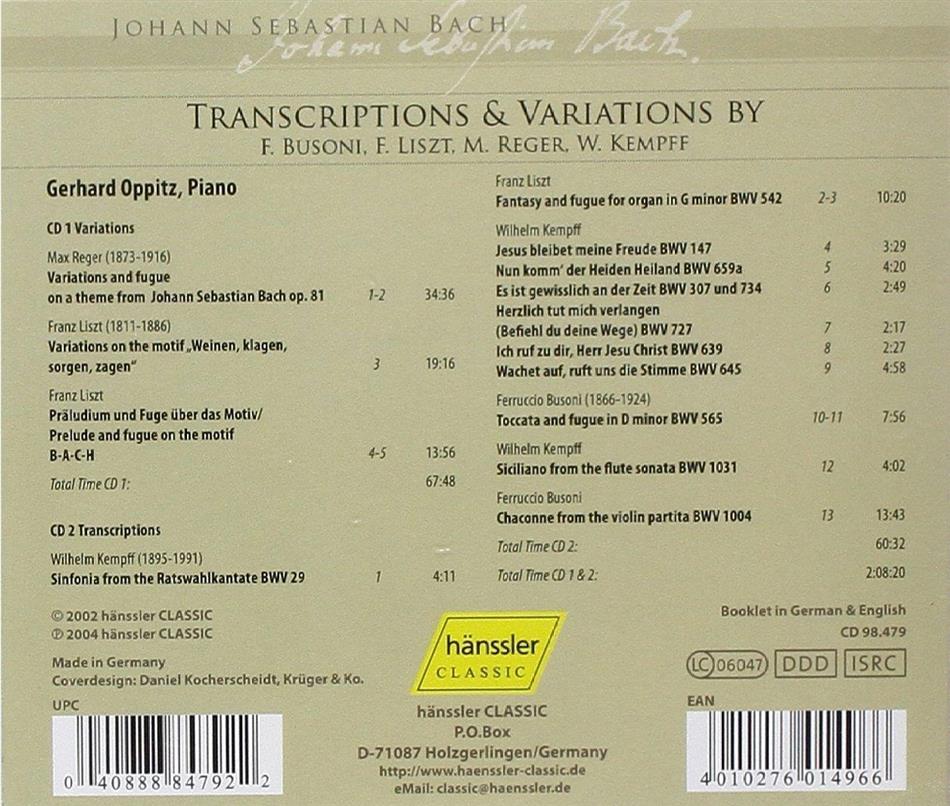 JOHANN SEBASTIAN BACH
Johann Sebastian Bach.
TRANSCRIPTIONS & VARIATIONS BY
F. BUSONI, F. LISZT, M. REGER, W. KEMPFF
Gerhard Oppitz, Piano
CD 1 Variations
Max Reger (1873-1916)
Variations and fugue
on a theme from Johann Sebastian Bach op. 81 1-2 34:36
Franz Liszt (1811-1886)
Variations on the motif „Weinen, klagen,
sorgen, zagen“ 3 19:16
Franz Liszt
Präludium und Fuge über das Motiv/
Prelude and fugue on the motif
B-A-C-H 4-5 13:56
Total Time CD 1: 67:48
CD 2 Transcriptions
Wilhelm Kempff (1895-1991)
Sinfonia from the Ratswahlkantate BWV 29 1 4:11
Franz Liszt
Fantasy and fugue for organ in G minor BWV 542 2-3 10:20
Wilhelm Kempff
Jesus bleibet meine Freude BWV 147 4 3:29
Nun komm' der Heiden Heiland BWV 659a 5 4:20
Es ist gewisslich an der Zeit BWV 307 und 734 6 2:49
Herzlich tut mich verlangen
(Befiehl du deine Wege) BWV 727 7 2:17
Ich ruf zu dir, Herr Jesu Christ BWV 639 8 2:27
Wachet auf, ruft uns die Stimme BWV 645 9 4:58
Ferruccio Busoni (1866-1924)
Toccata and fugue in D minor BWV 565 10-11 7:56
Wilhelm Kempff
Siciliano from the flute sonata BWV 1031 12 4:02
Ferruccio Busoni
Chaconne from the violin partita BWV 1004 13 13:43
Total Time CD 2: 60:32
Total Time CD 1 & 2: 2:08:20
© 2002 hänssler CLASSIC
℗ 2004 hänssler CLASSIC
Made in Germany
Coverdesign: Daniel Kocherscheidt, Krüger & Ko.
UPC
0 40888 84792 2
hänssler
CLASSIC
hänssler CLASSIC
P.O.Box
D-71087 Holzgerlingen/Germany
http://www.haenssler-classic.de
eMail: classic@haenssler.de
Booklet in German & English
CD 98.479
LC 06047 DDD ISRC
EAN
4 010276 014966